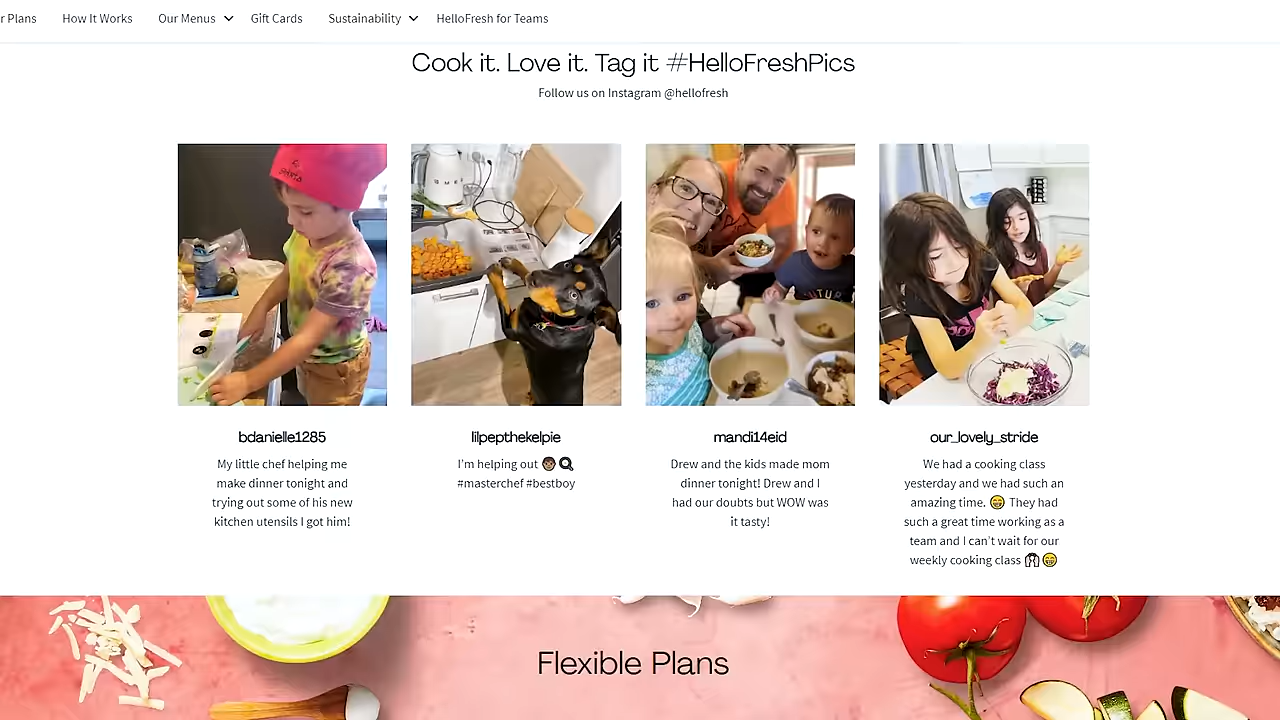 r Plans How It Works Our Menus Gift Cards Sustainability HelloFresh for Teams
Cook it. Love it. Tag it #HelloFreshPics
Follow us on Instagram @hellofresh
bdanielle1285
My little chef helping me
make dinner tonight and
trying out some of his new
kitchen utensils I got him!
lilpepthekelpie
I'm helping out 👨🏽🔍
#masterchef #bestboy
mandi14eid
Drew and the kids made mom
dinner tonight! Drew and I
had our doubts but WOW was
it tasty!
our_lovely_stride
We had a cooking class
yesterday and we had such an
amazing time. 😁 They had
such a great time working as a
team and I can't wait for our
weekly cooking class 👨‍🍳😁
Flexible Plans